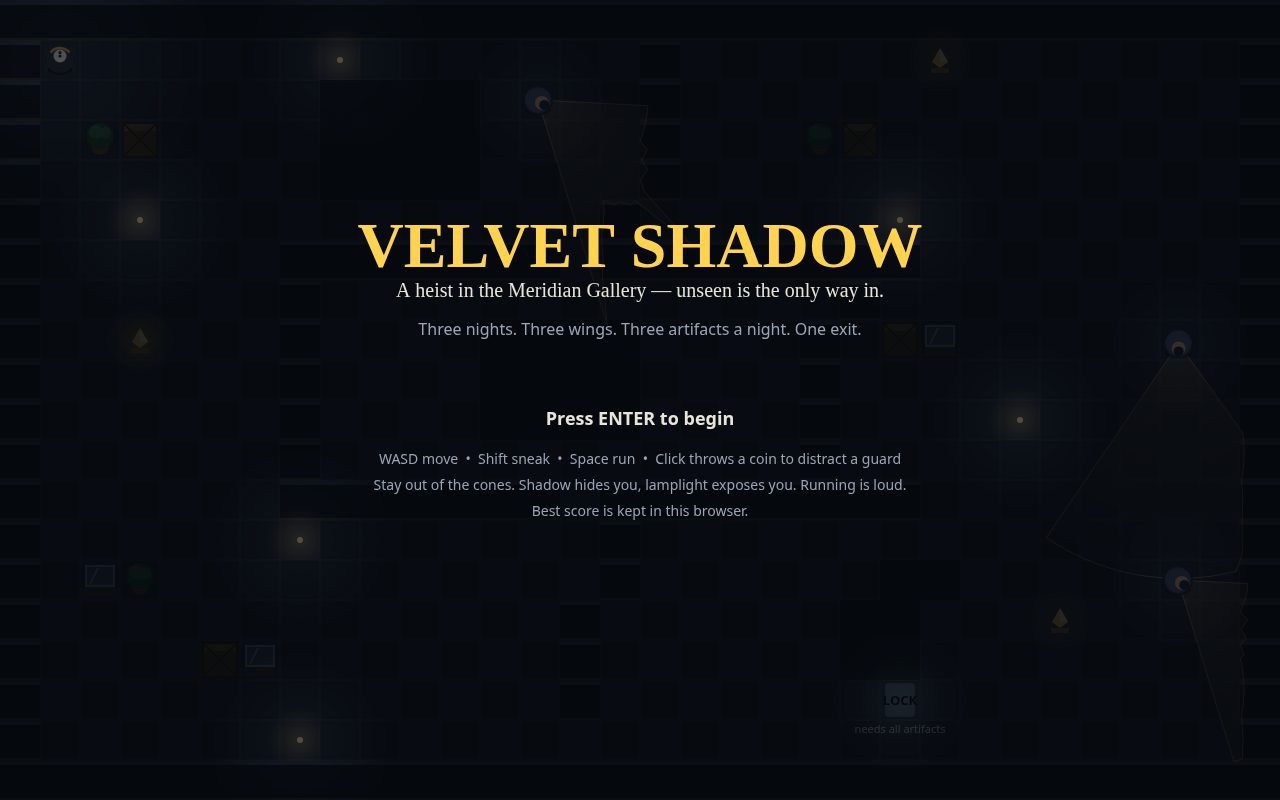 VELVET SHADOW
A heist in the Meridian Gallery — unseen is the only way in.
Three nights. Three wings. Three artifacts a night. One exit.
Press ENTER to begin
WASD move • Shift sneak • Space run • Click throws a coin to distract a guard
Stay out of the cones. Shadow hides you, lamplight exposes you. Running is loud.
Best score is kept in this browser.
LOCK
needs all artifacts